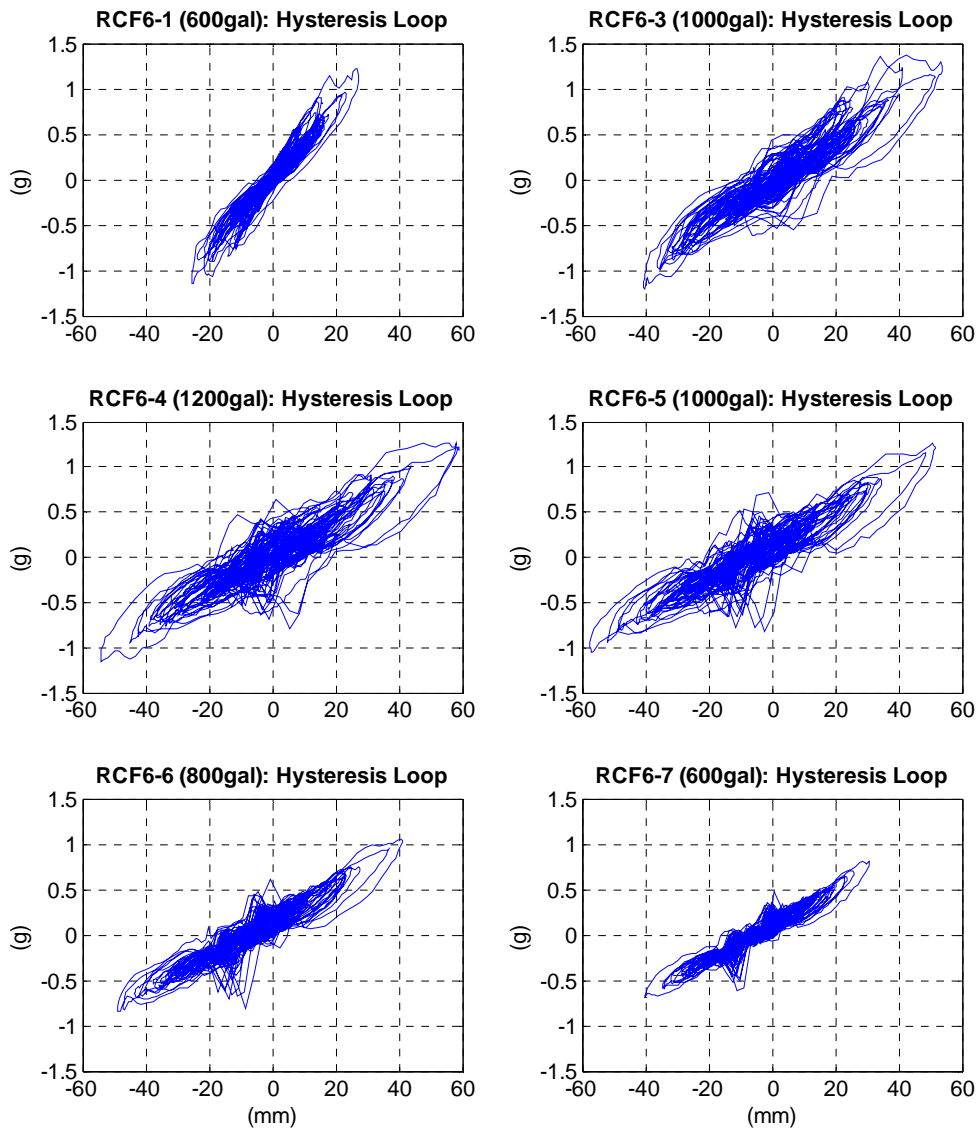 RCF6-1 (600gal): Hysteresis Loop
1.5
1
0.5
0
-0.5
-1
-1.5
-60 -40 -20 0 20 40 60
(g)
RCF6-3 (1000gal): Hysteresis Loop
1.5
1
0.5
0
-0.5
-1
-1.5
-60 -40 -20 0 20 40 60
(g)
RCF6-4 (1200gal): Hysteresis Loop
1.5
1
0.5
0
-0.5
-1
-1.5
-60 -40 -20 0 20 40 60
(g)
RCF6-5 (1000gal): Hysteresis Loop
1.5
1
0.5
0
-0.5
-1
-1.5
-60 -40 -20 0 20 40 60
(g)
RCF6-6 (800gal): Hysteresis Loop
1.5
1
0.5
0
-0.5
-1
-1.5
-60 -40 -20 0 20 40 60
(g)
(mm)
RCF6-7 (600gal): Hysteresis Loop
1.5
1
0.5
0
-0.5
-1
-1.5
-60 -40 -20 0 20 40 60
(g)
(mm)